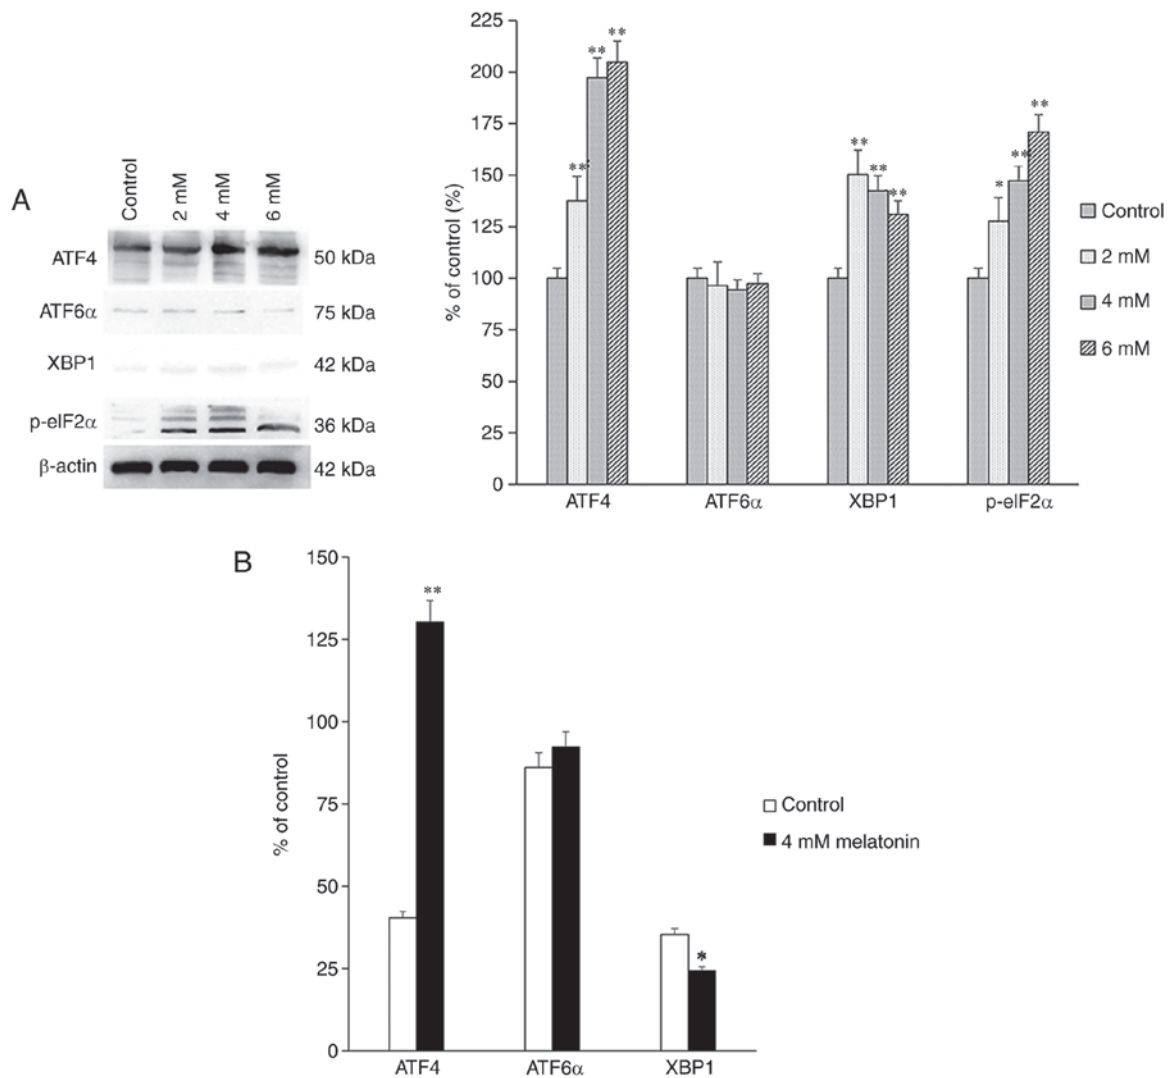 A
Control
2 mM
4 mM
6 mM
ATF4
50 kDa
ATF6α
75 kDa
XBP1
42 kDa
p-eIF2α
36 kDa
β-actin
42 kDa
% of control (%)
225
200
175
150
125
100
75
50
25
0
**
**
**
**
**
**
*
**
**
ATF4
ATF6α
XBP1
p-eIF2α
Control
2 mM
4 mM
6 mM
B
% of control
150
125
100
75
50
25
0
**
*
ATF4
ATF6α
XBP1
Control
4 mM melatonin